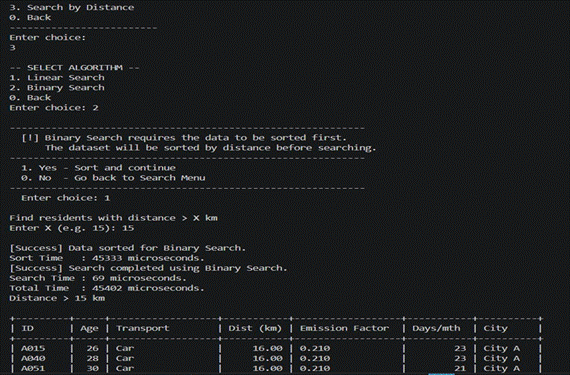 3. Search by Distance
0. Back
-------------------------
Enter choice:
3
-- SELECT ALGORITHM --
1. Linear Search
2. Binary Search
0. Back
Enter choice: 2
------------------------------------------------------------
[!] Binary Search requires the data to be sorted first.
The dataset will be sorted by distance before searching.
------------------------------------------------------------
1. Yes - Sort and continue
0. No  - Go back to Search Menu
------------------------------------------------------------
Enter choice: 1
Find residents with distance > X km
Enter X (e.g. 15): 15
[Success] Data sorted for Binary Search.
Sort Time   : 45333 microseconds.
[Success] Search completed using Binary Search.
Search Time : 69 microseconds.
Total Time  : 45402 microseconds.
Distance > 15 km
+---------+-----+------------------+-----------+------------------+----------+-----------+
| ID | Age | Transport | Dist (km) | Emission Factor | Days/mth | City |
+---------+-----+------------------+-----------+------------------+----------+-----------+
| A015 | 26 | Car | 16.00 | 0.210 | 23 | City A |
| A040 | 28 | Car | 16.00 | 0.210 | 23 | City A |
| A051 | 30 | Car | 16.00 | 0.210 | 21 | City A |